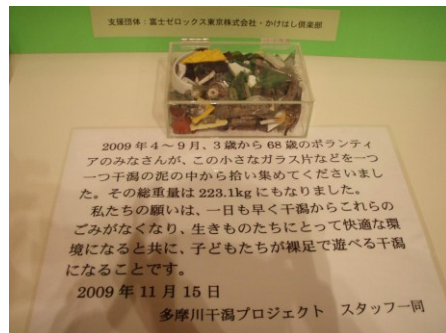 支援団体：富士ゼロックス東京株式会社・かけはし倶楽部
2009年4～9月、3歳から68歳のボランティ
アのみなさんが、この小さなガラス片などを一つ
一つ干潟の泥の中から拾い集めてくださいまし
た。その総重量は223.1kgにもなりました。
私たちの願いは、一日も早く干潟からこれらの
ごみがなくなり、生きものたちにとって快適な環
境になると共に、子どもたちが裸足で遊べる干潟
になることです。
2009年11月15日
多摩川干潟プロジェクト　スタッフ一同